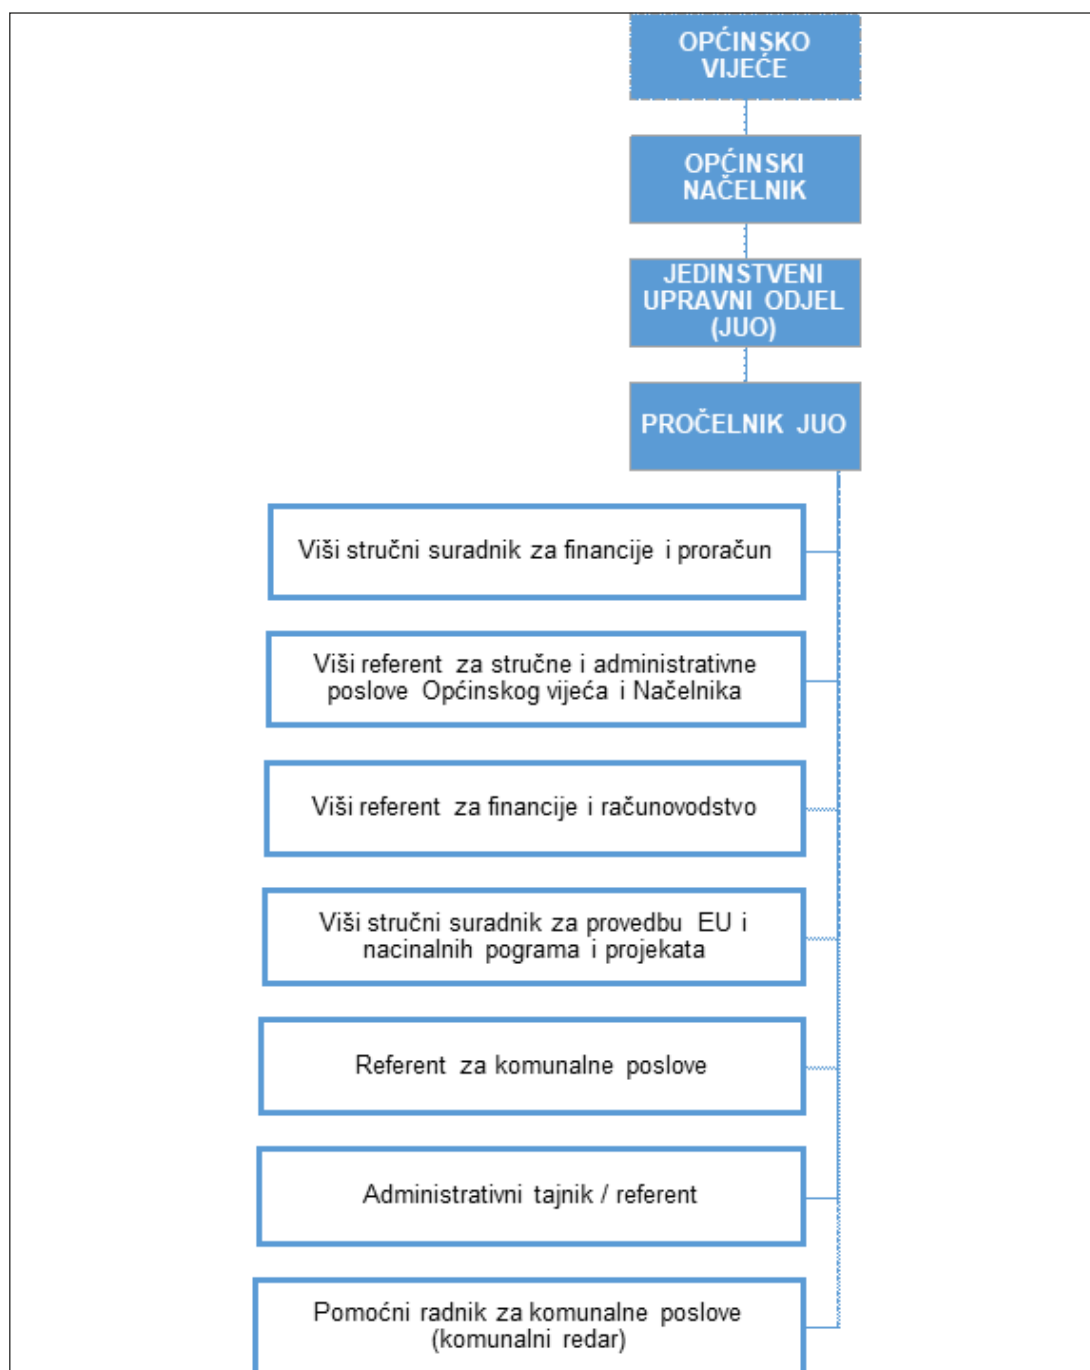 OPĆINSKO
VIJEĆE
OPĆINSKI
NAČELNIK
JEDINSTVENI
UPRAVNI ODJEL
(JUO)
PROČELNIK JUO
Viši stručni suradnik za financije i proračun
Viši referent za stručne i administrativne
poslove Općinskog vijeća i Načelnika
Viši referent za financije i računovodstvo
Viši stručni suradnik za provedbu EU i
nacinalnih pograma i projekata
Referent za komunalne poslove
Administrativni tajnik / referent
Pomoćni radnik za komunalne poslove
(komunalni redar)